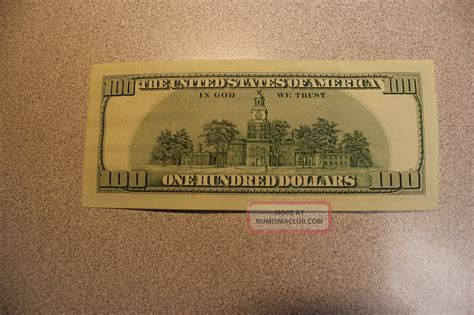 100 THE UNITED STATES OF AMERICA 100
IN GOD WE TRUST
100 ONE HUNDRED DOLLARS 100
MORE AT
NUMISMACLUB.COM